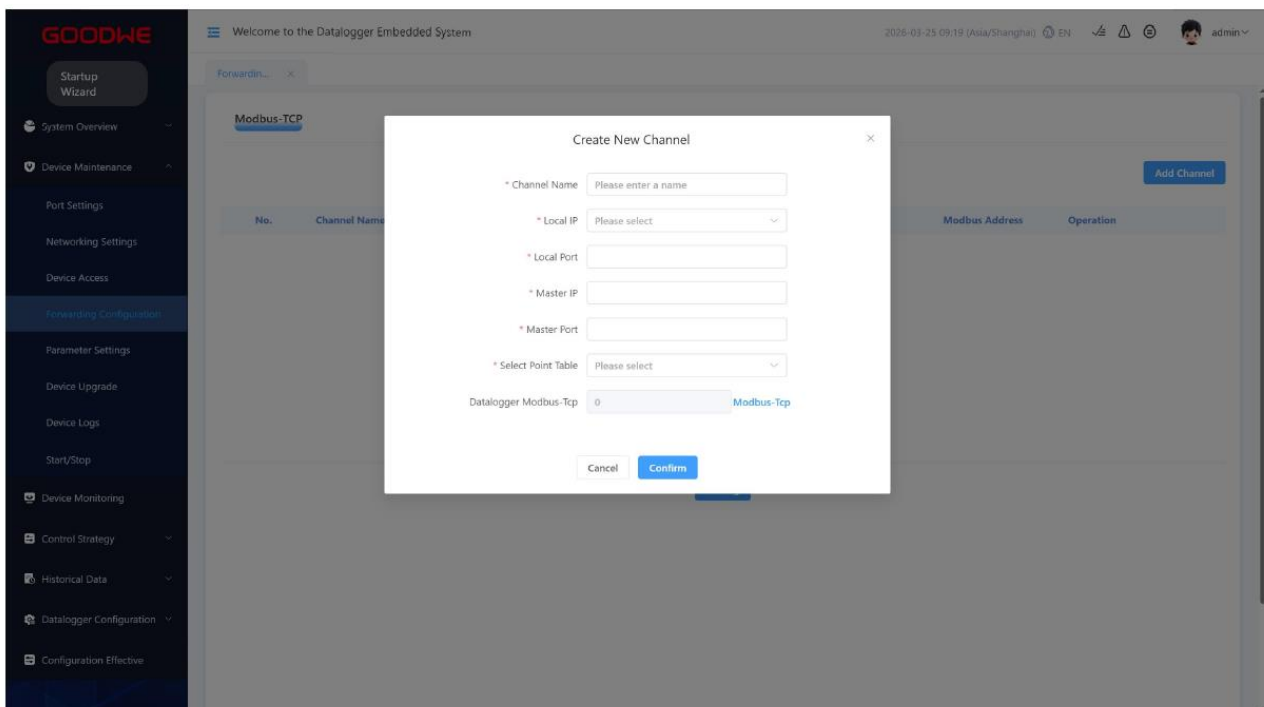 GOODWE
Welcome to the Datalogger Embedded System
2026-03-25 09:19 (Asia/Shanghai) EN
admin
Startup
Wizard
Forwardin...
System Overview
Device Maintenance
Port Settings
Networking Settings
Device Access
Forwarding Configuration
Parameter Settings
Device Upgrade
Device Logs
Start/Stop
Device Monitoring
Control Strategy
Historical Data
Datalogger Configuration
Configuration Effective
Modbus-TCP
Add Channel
No. Channel Name Modbus Address Operation
Create New Channel
* Channel Name Please enter a name
* Local IP Please select
* Local Port
* Master IP
* Master Port
* Select Point Table Please select
Datalogger Modbus-Tcp 0 Modbus-Tcp
Cancel Confirm